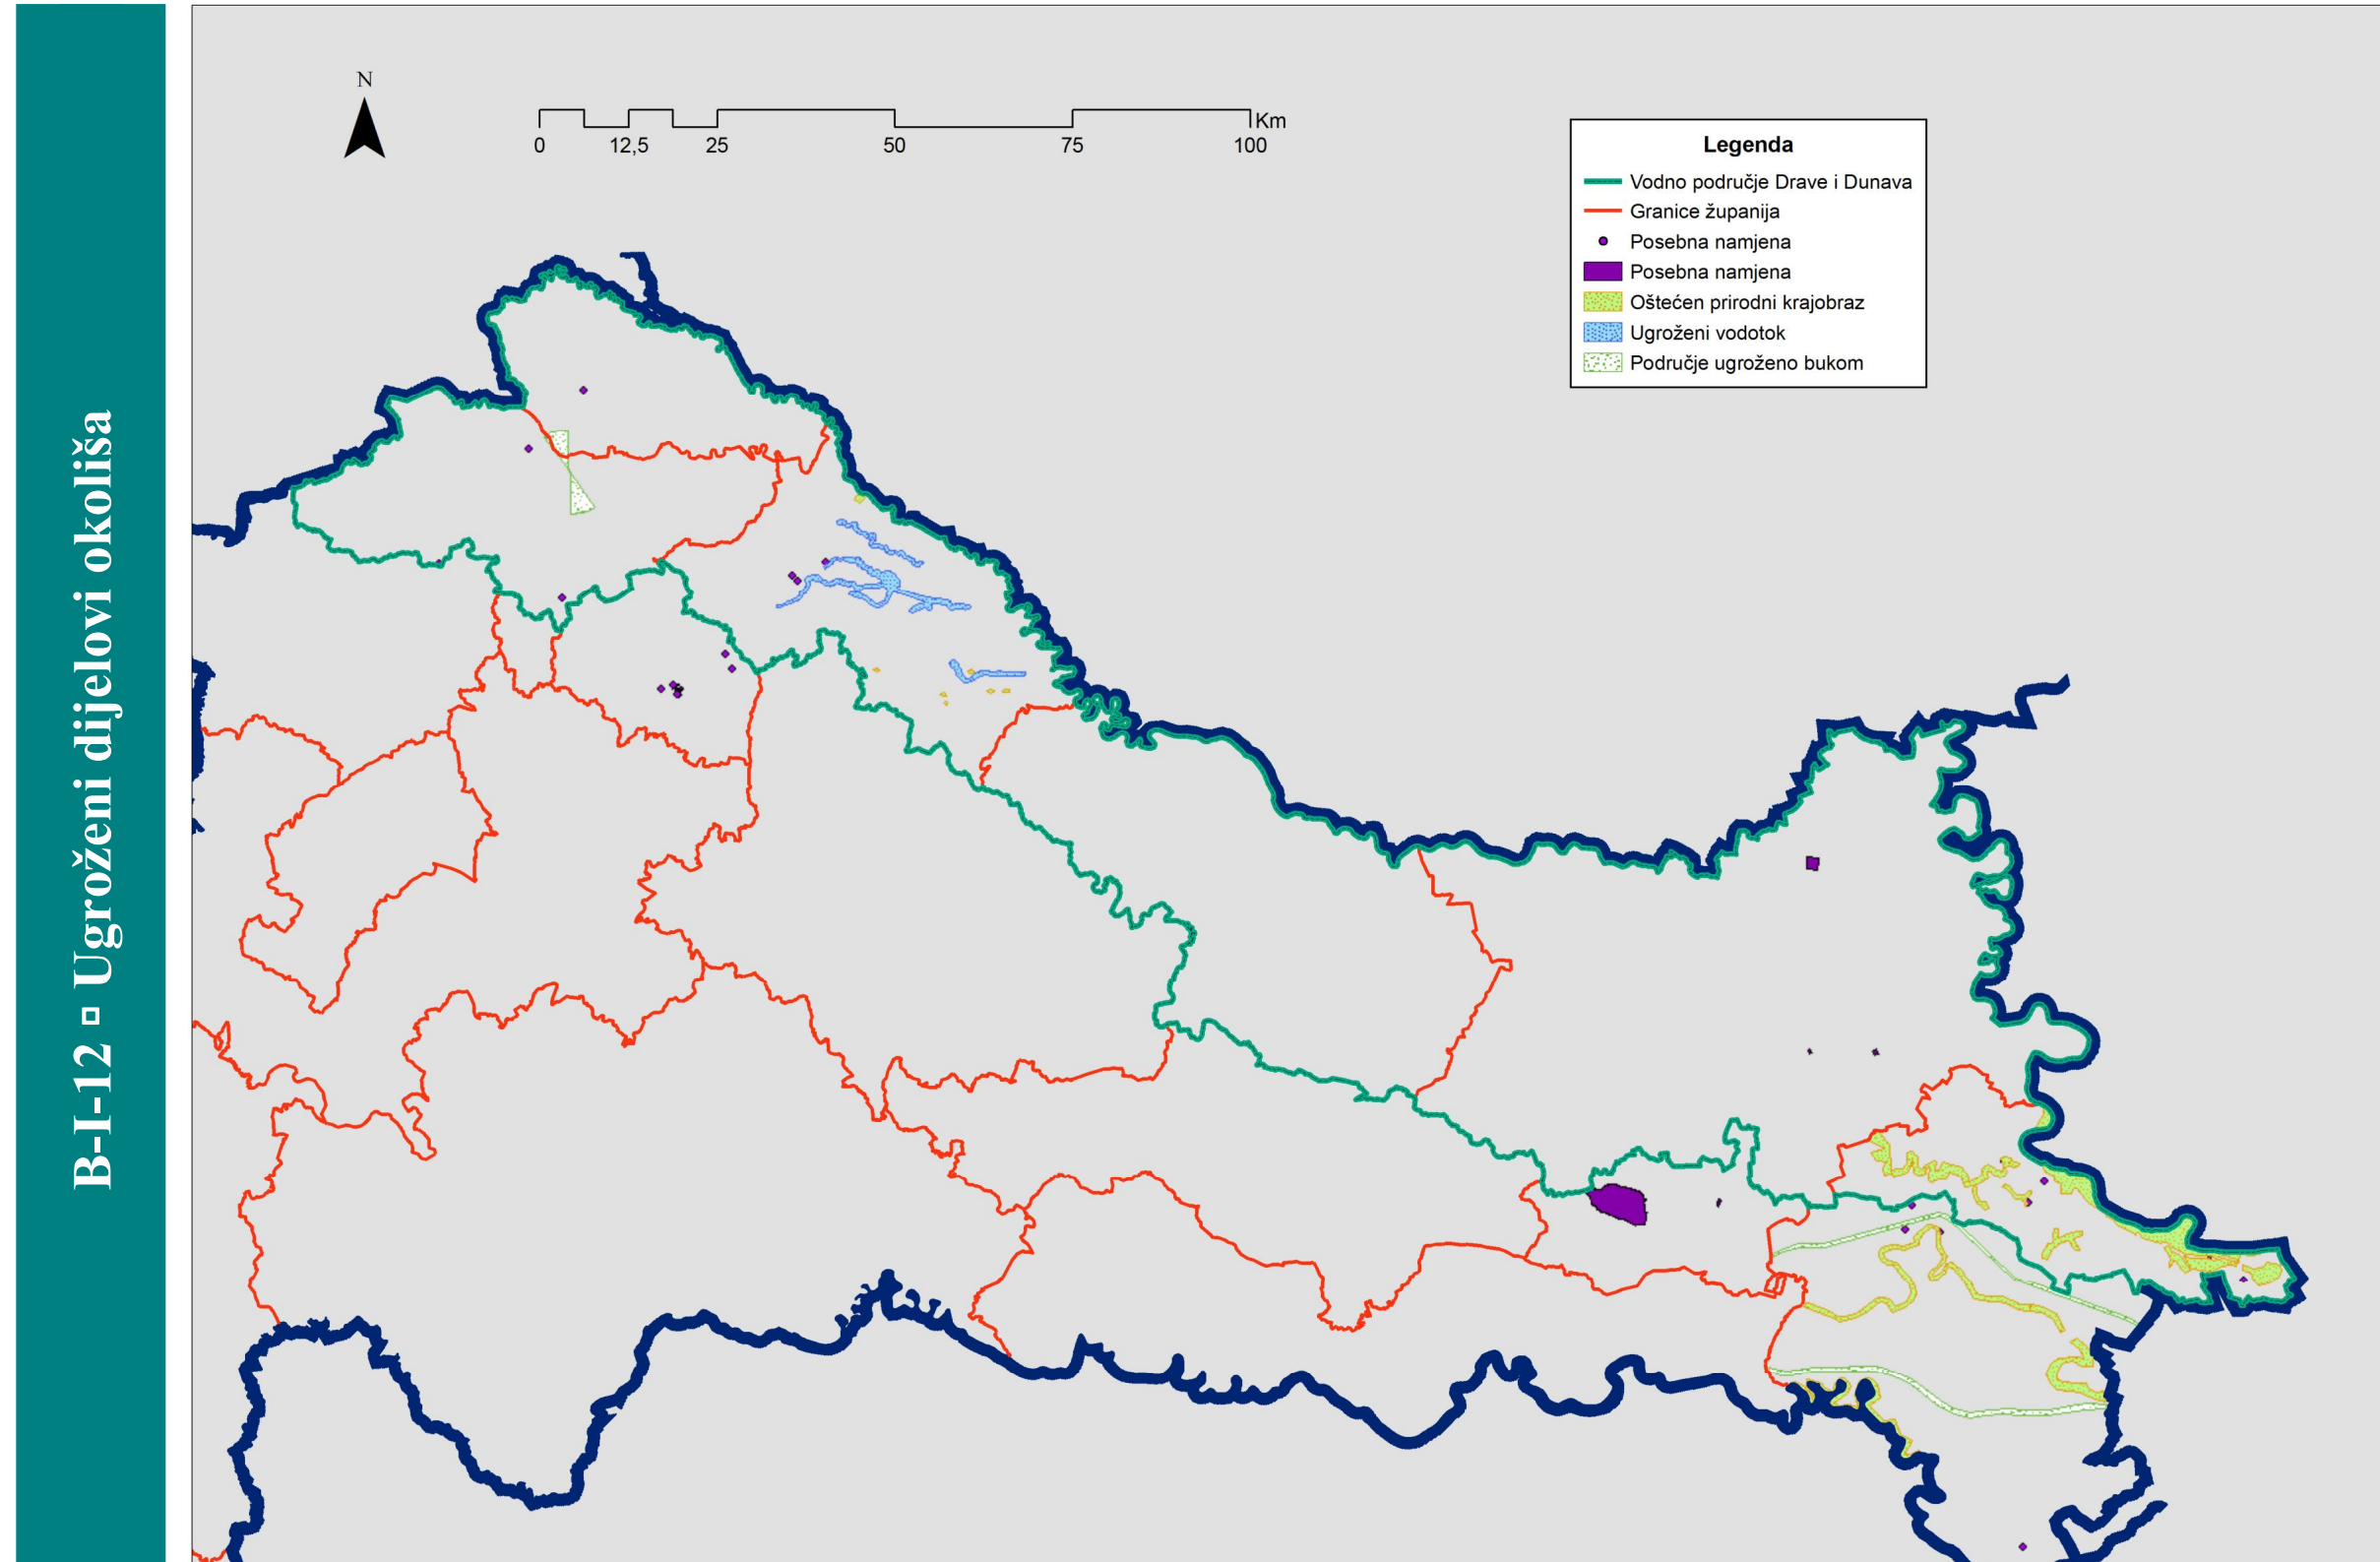 B-I-12 ▫ Ugroženi dijelovi okoliša
N
Km
0 12,5 25 50 75 100
Legenda
Vodno područje Drave i Dunava
Granice županija
Posebna namjena
Posebna namjena
Oštećen prirodni krajobraz
Ugroženi vodotok
Područje ugroženo bukom